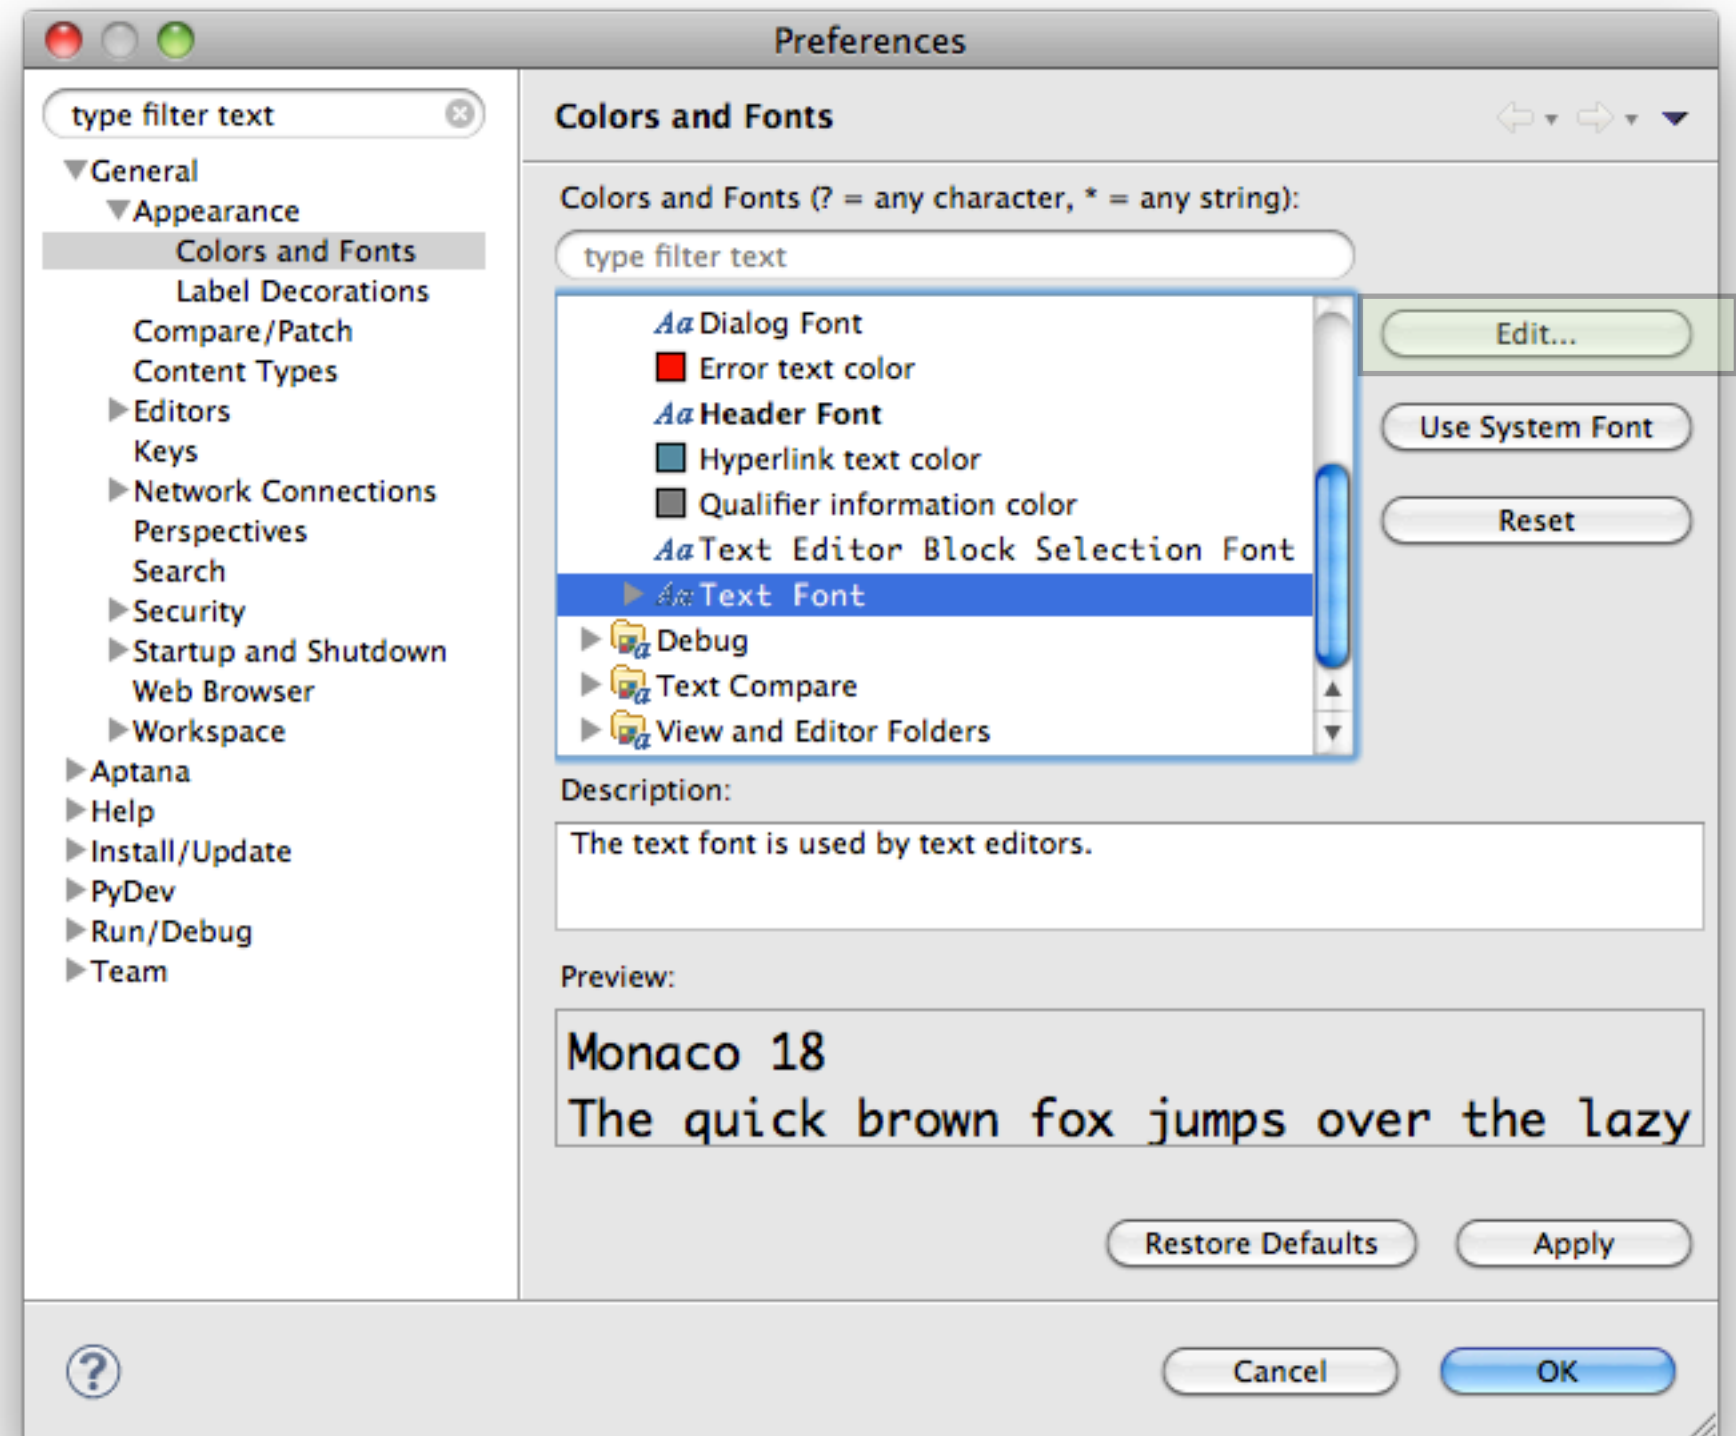 Preferences
type filter text
General
Appearance
Colors and Fonts
Label Decorations
Compare/Patch
Content Types
Editors
Keys
Network Connections
Perspectives
Search
Security
Startup and Shutdown
Web Browser
Workspace
Aptana
Help
Install/Update
PyDev
Run/Debug
Team
Colors and Fonts
Colors and Fonts (? = any character, * = any string):
type filter text
Aa Dialog Font
Error text color
Aa Header Font
Hyperlink text color
Qualifier information color
Aa Text Editor Block Selection Font
Aa Text Font
a Debug
a Text Compare
a View and Editor Folders
Edit...
Use System Font
Reset
Description:
The text font is used by text editors.
Preview:
Monaco 18
The quick brown fox jumps over the lazy
Restore Defaults
Apply
?
Cancel
OK